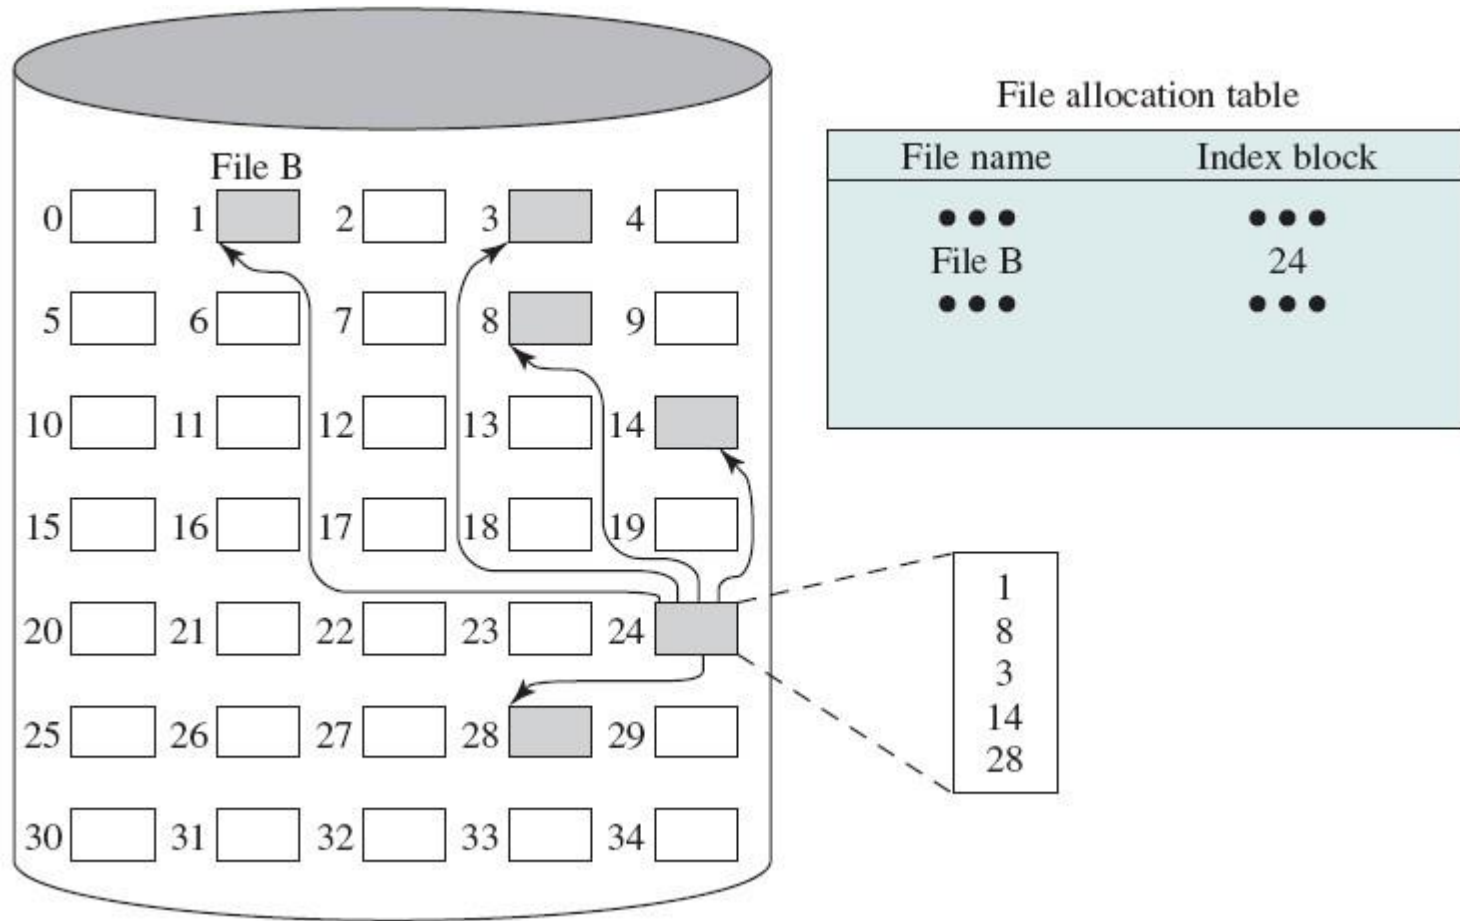 File allocation table
File name Index block
••• •••
File B 24
••• •••
File B
0 1 2 3 4
5 6 7 8 9
10 11 12 13 14
15 16 17 18 19
20 21 22 23 24
25 26 27 28 29
30 31 32 33 34
1
8
3
14
28